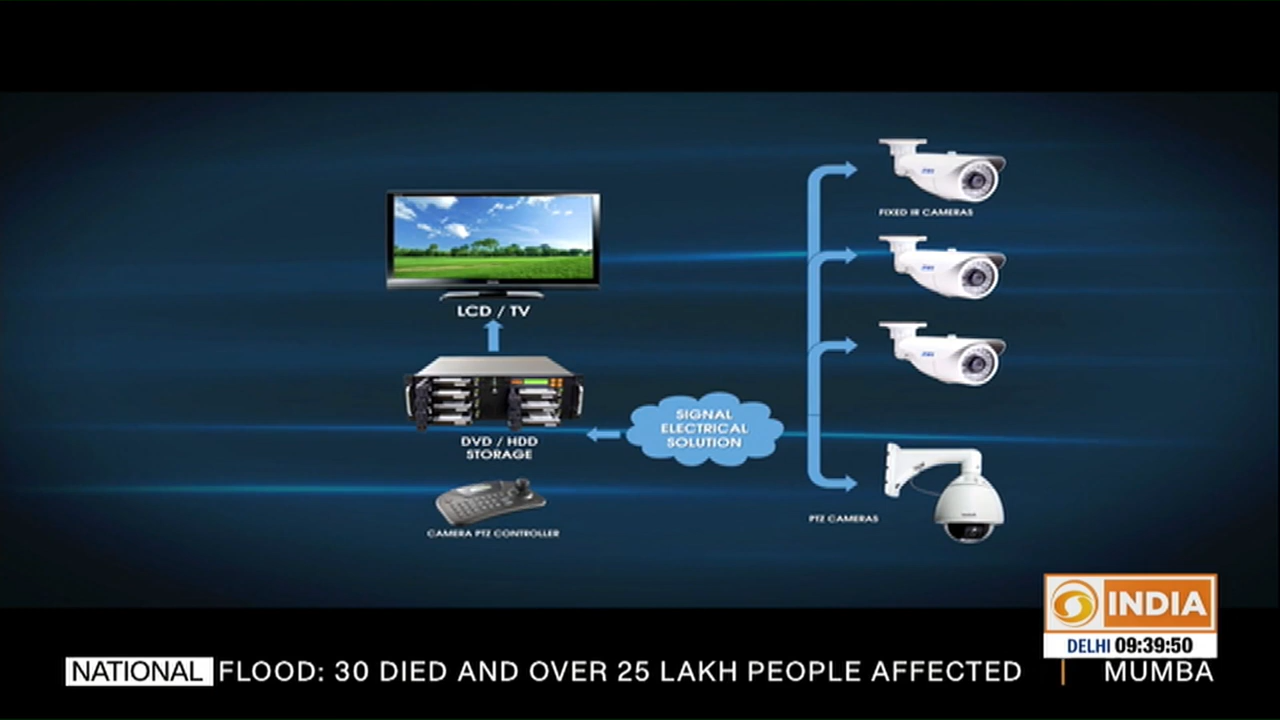 FIXED IR CAMERAS
LCD / TV
SIGNAL
ELECTRICAL
SOLUTION
DVD / HDD
STORAGE
PTZ CAMERAS
CAMERA PTZ CONTROLLER
INDIA
DELHI 09:39:50
NATIONAL FLOOD: 30 DIED AND OVER 25 LAKH PEOPLE AFFECTED | MUMBA